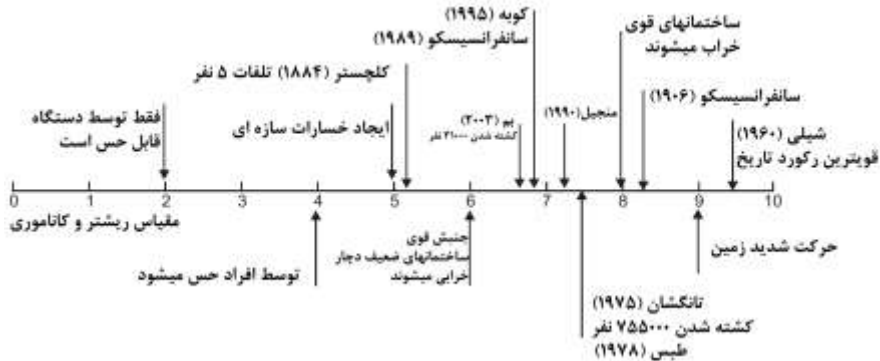 کوبه (۱۹۹۵)
سانفرانسیسکو (۱۹۸۹)
ساختمانهای قوی
خراب میشوند
کلچستر (۱۸۸۴) تلفات ۵ نفر
سانفرانسیسکو (۱۹۰۶)
فقط توسط دستگاه
قابل حس است
ایجاد خسارات سازه ای
بم (۲۰۰۳)
کشته شدن ۳۱۰۰۰ نفر
منجیل(۱۹۹۰)
شیلی (۱۹۶۰)
قویترین رکورد تاریخ
0 1 2 3 4 5 6 7 8 9 10
مقیاس ریشتر و کاناموری
توسط افراد حس میشود
جنبش قوی
ساختمانهای ضعیف دچار
خرابی میشوند
حرکت شدید زمین
تانگشان (۱۹۷۵)
کشته شدن ۷۵۵۰۰۰ نفر
طبس (۱۹۷۸)